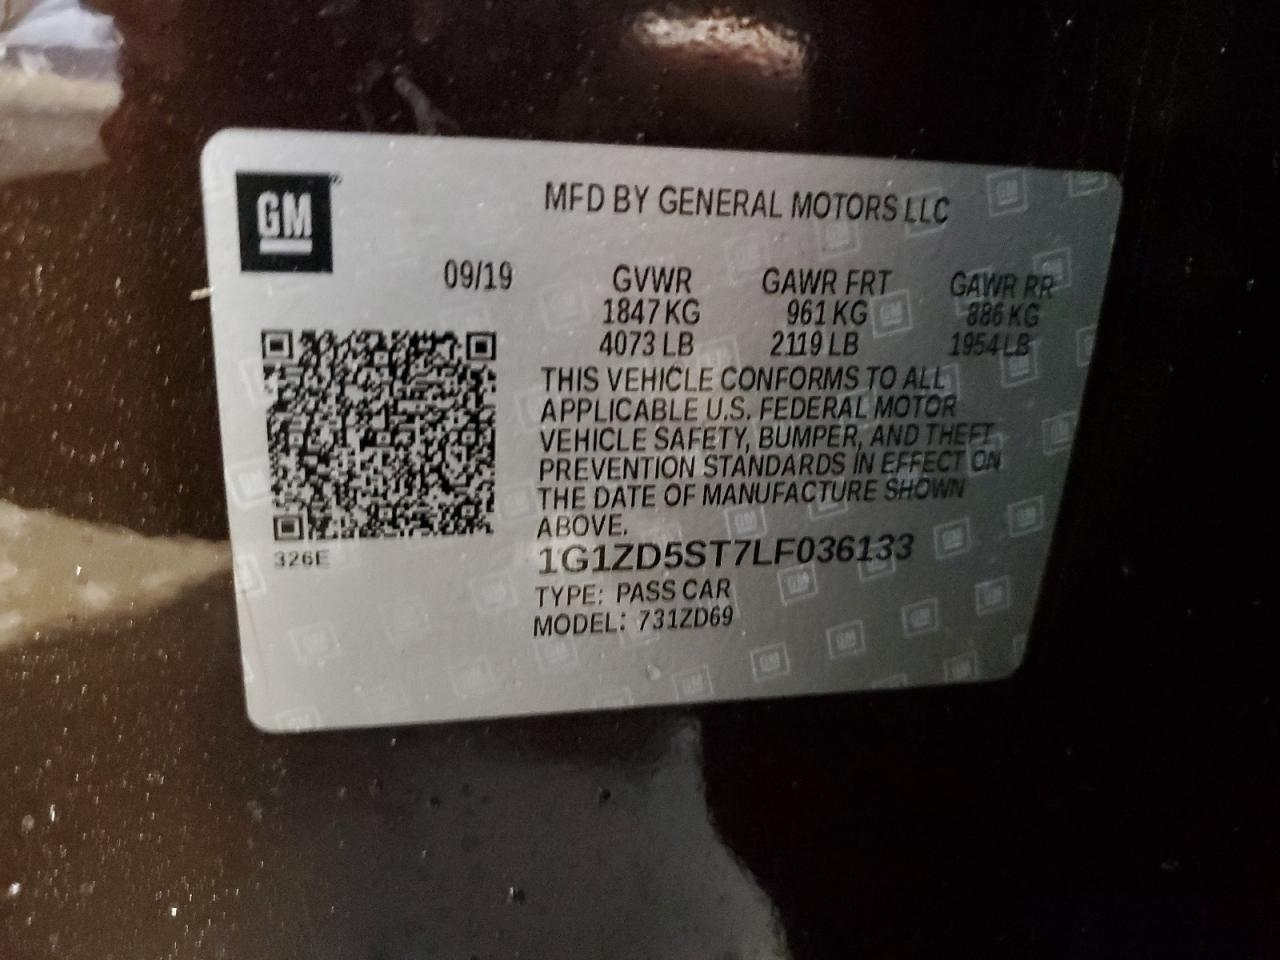 GM
MFD BY GENERAL MOTORS LLC
09/19 GVWR GAWR FRT GAWR RR
1847 KG 961 KG 886 KG
4073 LB 2119 LB 1954 LB
THIS VEHICLE CONFORMS TO ALL
APPLICABLE U.S. FEDERAL MOTOR
VEHICLE SAFETY, BUMPER, AND THEFT
PREVENTION STANDARDS IN EFFECT ON
THE DATE OF MANUFACTURE SHOWN
ABOVE.
326E
1G1ZD5ST7LF036133
TYPE: PASS CAR
MODEL: 731ZD69